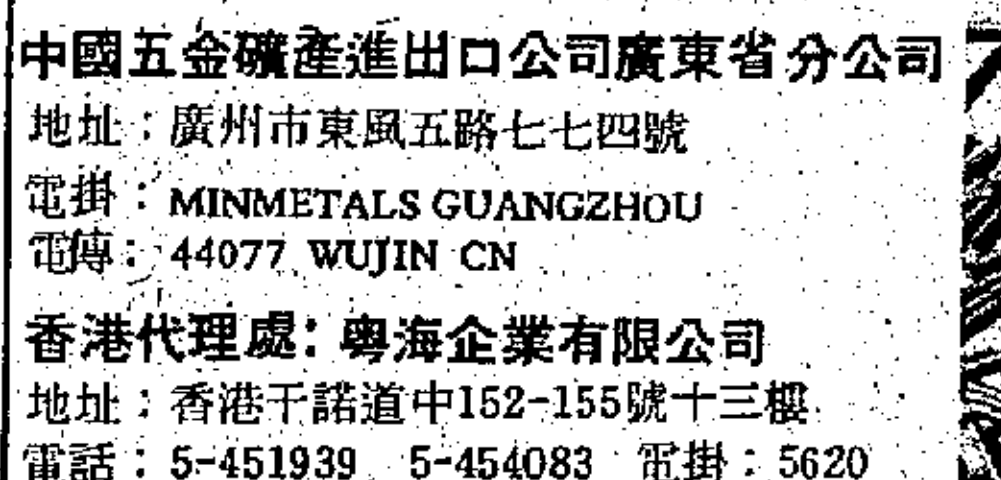 中國五金礦產進出口公司廣東省分公司
地址：廣州市東風五路七七四號
電掛：MINMETALS GUANGZHOU
電傳：44077 WUJIN CN
香港代理處：粵海企業有限公司
地址：香港干諾道中152-155號十三樓
電話：5-451939 5-454083 電掛：5620